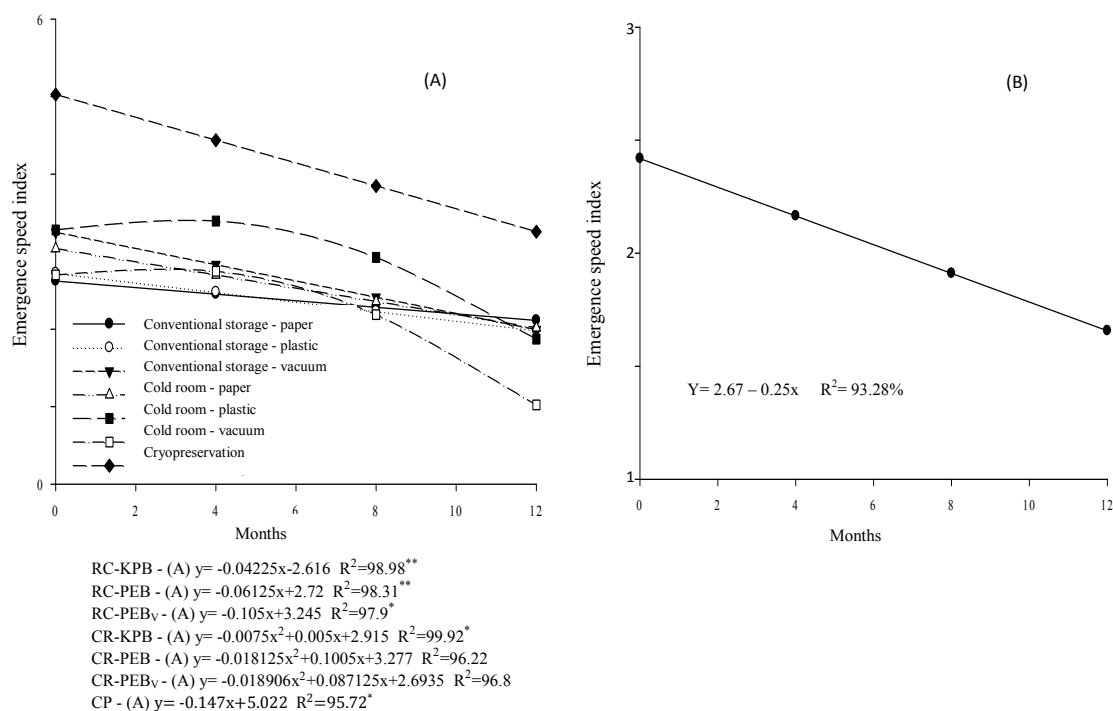 6
(A)
Emergence speed index
Conventional storage - paper
Conventional storage - plastic
Conventional storage - vacuum
Cold room - paper
Cold room - plastic
Cold room - vacuum
Cryopreservation
0
0 2 4 6 8 10 12
Months
3
(B)
Emergence speed index
2
Y= 2.67 – 0.25x R²= 93.28%
1
0 2 4 6 8 10 12
Months
RC-KPB - (A) y= -0.04225x-2.616 R²=98.98**
RC-PEB - (A) y= -0.06125x+2.72 R²=98.31**
RC-PEBV - (A) y= -0.105x+3.245 R²=97.9*
CR-KPB - (A) y= -0.0075x²+0.005x+2.915 R²=99.92*
CR-PEB - (A) y= -0.018125x²+0.1005x+3.277 R²=96.22
CR-PEBV - (A) y= -0.018906x²+0.087125x+2.6935 R²=96.8
CP - (A) y= -0.147x+5.022 R²=95.72*